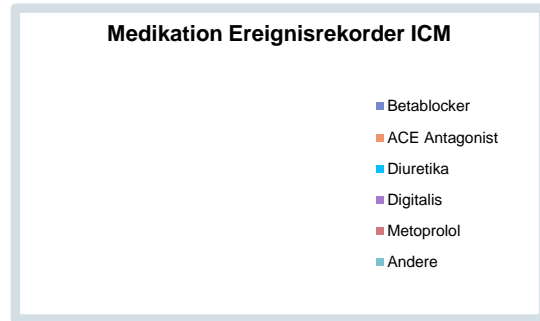 Medikation Ereignisrekorder ICM
Betablocker
ACE Antagonist
Diuretika
Digitalis
Metoprolol
Andere